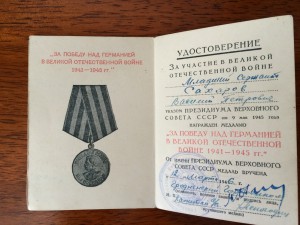 „ЗА ПОБЕДУ НАД ГЕРМАНИЕЙ
В ВЕЛИКОЙ ОТЕЧЕСТВЕННОЙ ВОЙНЕ
1941—1945 гг."
УДОСТОВЕРЕНИЕ
ЗА УЧАСТИЕ В ВЕЛИКОЙ
ОТЕЧЕСТВЕННОЙ ВОЙНЕ
Младший Сержант
Сахаров
Василий Петрович
УКАЗОМ ПРЕЗИДИУМА ВЕРХОВНОГО
СОВЕТА СССР от 9 мая 1945 года
НАГРАЖДЕН МЕДАЛЬЮ
„ЗА ПОБЕДУ НАД ГЕРМАНИЕЙ
В ВЕЛИКОЙ ОТЕЧЕСТВЕННОЙ
ВОЙНЕ 1941—1945 гг."
От имени ПРЕЗИДИУМА ВЕРХОВНОГО
СОВЕТА СССР МЕДАЛЬ ВРУЧЕНА